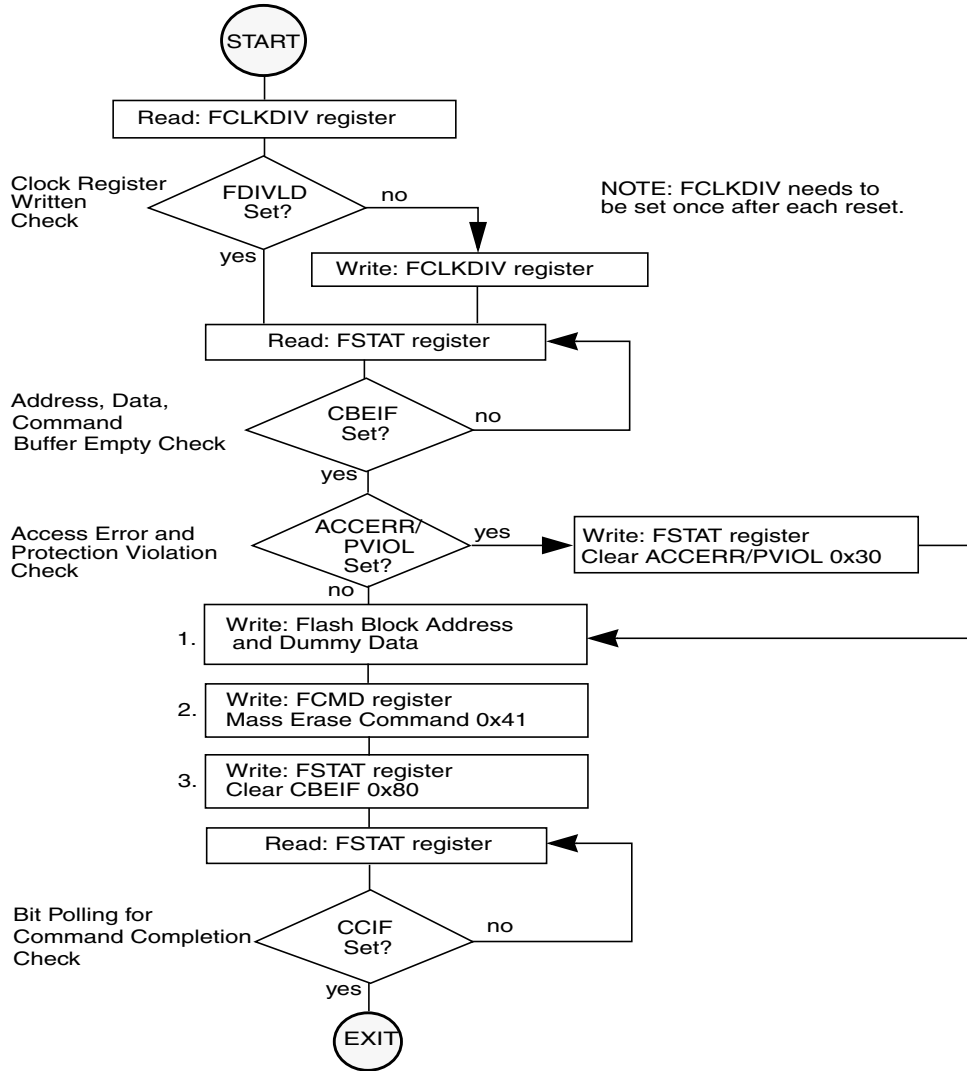 START
Read: FCLKDIV register
Clock Register
Written
Check
FDIVLD
Set?
no
yes
NOTE: FCLKDIV needs to
be set once after each reset.
Write: FCLKDIV register
Read: FSTAT register
Address, Data,
Command
Buffer Empty Check
CBEIF
Set?
no
yes
Access Error and
Protection Violation
Check
ACCERR/
PVIOL
Set?
yes
no
Write: FSTAT register
Clear ACCERR/PVIOL 0x30
1.
Write: Flash Block Address
and Dummy Data
2.
Write: FCMD register
Mass Erase Command 0x41
3.
Write: FSTAT register
Clear CBEIF 0x80
Read: FSTAT register
Bit Polling for
Command Completion
Check
CCIF
Set?
no
yes
EXIT